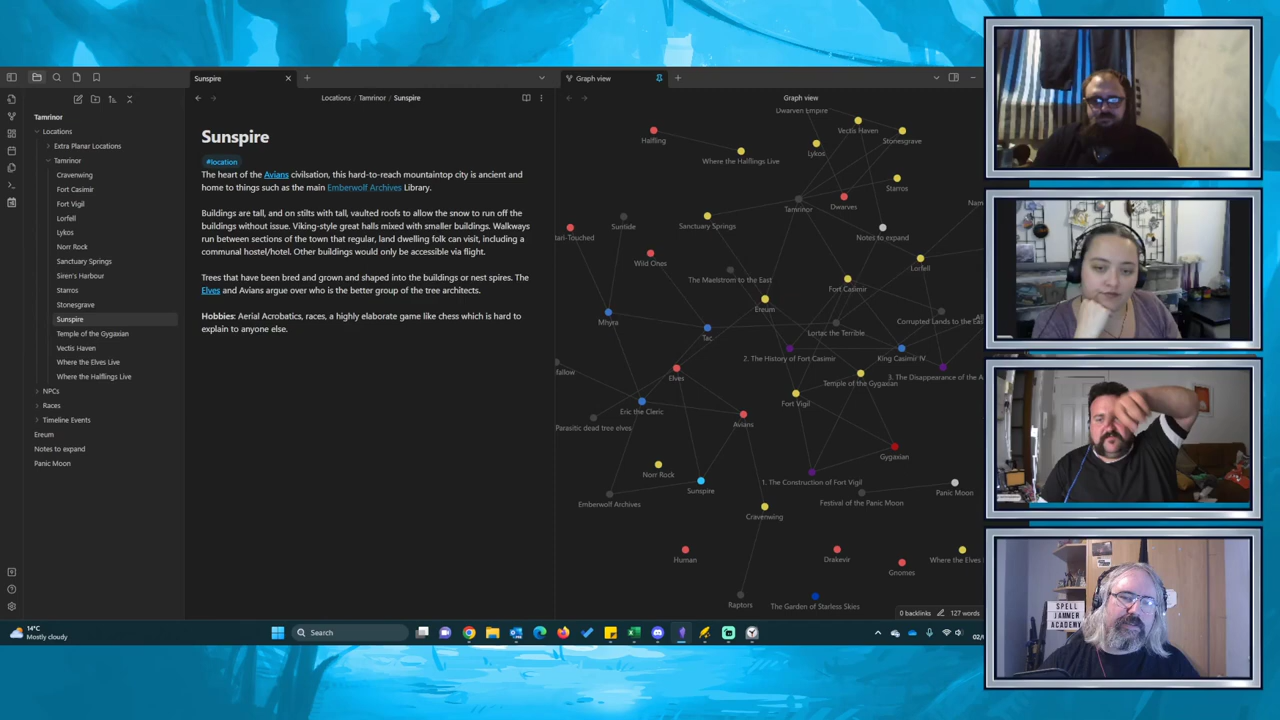 Sunspire
Graph view
Locations / Tamrinor / Sunspire
Graph view
Tamrinor
Locations
Extra Planar Locations
Tamrinor
Cravenwing
Fort Casimir
Fort Vigil
Lorfell
Lykos
Norr Rock
Sanctuary Springs
Siren's Harbour
Starros
Stonesgrave
Sunspire
Temple of the Gygaxian
Vectis Haven
Where the Elves Live
Where the Halflings Live
NPCs
Races
Timeline Events
Ereum
Notes to expand
Panic Moon
Sunspire
#location
The heart of the Avians civilsation, this hard-to-reach mountaintop city is ancient and
home to things such as the main Emberwolf Archives Library.
Buildings are tall, and on stilts with tall, vaulted roofs to allow the snow to run off the
buildings without issue. Viking-style great halls mixed with smaller buildings. Walkways
run between sections of the town that regular, land dwelling folk can visit, including a
communal hostel/hotel. Other buildings would only be accessible via flight.
Trees that have been bred and grown and shaped into the buildings or nest spires. The
Elves and Avians argue over who is the better group of the tree architects.
Hobbies: Aerial Acrobatics, races, a highly elaborate game like chess which is hard to
explain to anyone else.
Dwarven Empire
Vectis Haven
Stonesgrave
Halfling
Lykos
Where the Halflings Live
Starros
Tamrinor
Dwarves
Nam
Suntide
Sanctuary Springs
tari-Touched
Notes to expand
Wild Ones
Lorfell
The Maelstrom to the East
Fort Casimir
Ereum
Corrupted Lands to the Eas
Mhyra
Tac
Lortac the Terrible
2. The History of Fort Casimir
King Casimir IV.
fallow
Elves
Temple of the Gygaxian
3. The Disappearance of the A
Fort Vigil
Eric the Cleric
Avians
Parasitic dead tree elves
Gygaxian
Norr Rock
1. The Construction of Fort Vigil
Sunspire
Panic Moon
Emberwolf Archives
Festival of the Panic Moon
Cravenwing
Human
Drakevir
Where the Elves
Gnomes
Raptors
The Garden of Starless Skies
0 backlinks
127 words
14°C
Mostly cloudy
Search
02/
SPELL
JAMMER
ACADEMY